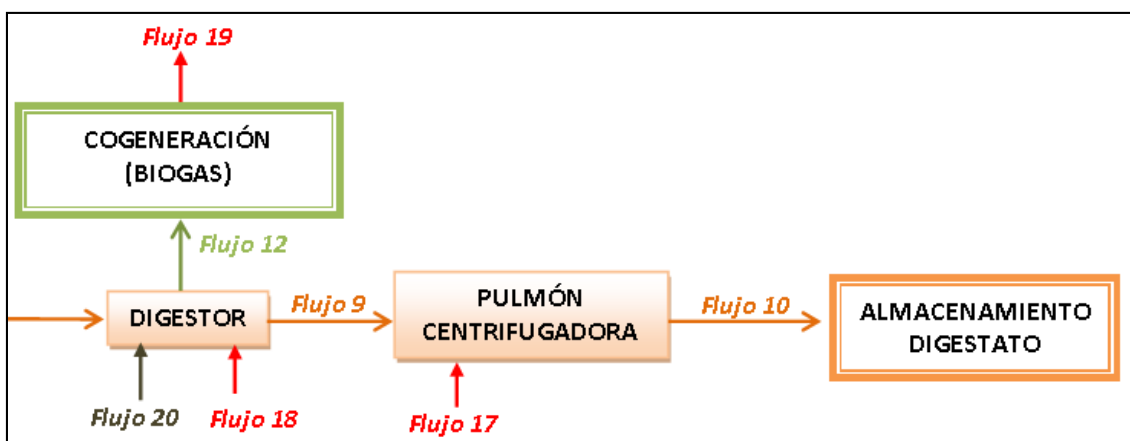 Flujo 19
COGENERACIÓN
(BIOGAS)
Flujo 12
DIGESTOR
Flujo 9
PULMÓN
CENTRIFUGADORA
Flujo 10
ALMACENAMIENTO
DIGESTATO
Flujo 20
Flujo 18
Flujo 17